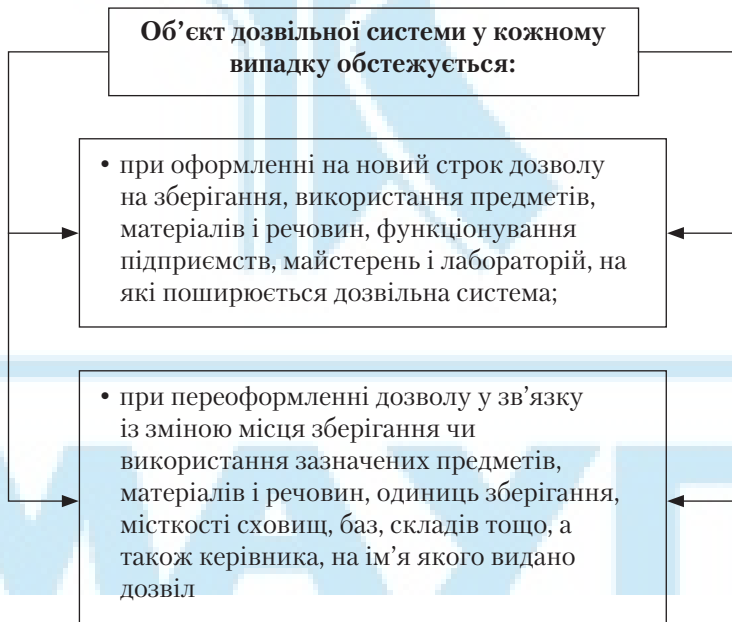 Об’єкт дозвільної системи у кожному
випадку обстежується:
• при оформленні на новий строк дозволу
на зберігання, використання предметів,
матеріалів і речовин, функціонування
підприємств, майстерень і лабораторій, на
які поширюється дозвільна система;
• при переоформленні дозволу у зв’язку
із зміною місця зберігання чи
використання зазначених предметів,
матеріалів і речовин, одиниць зберігання,
місткості сховищ, баз, складів тощо, а
також керівника, на ім’я якого видано
дозвіл
МАУП